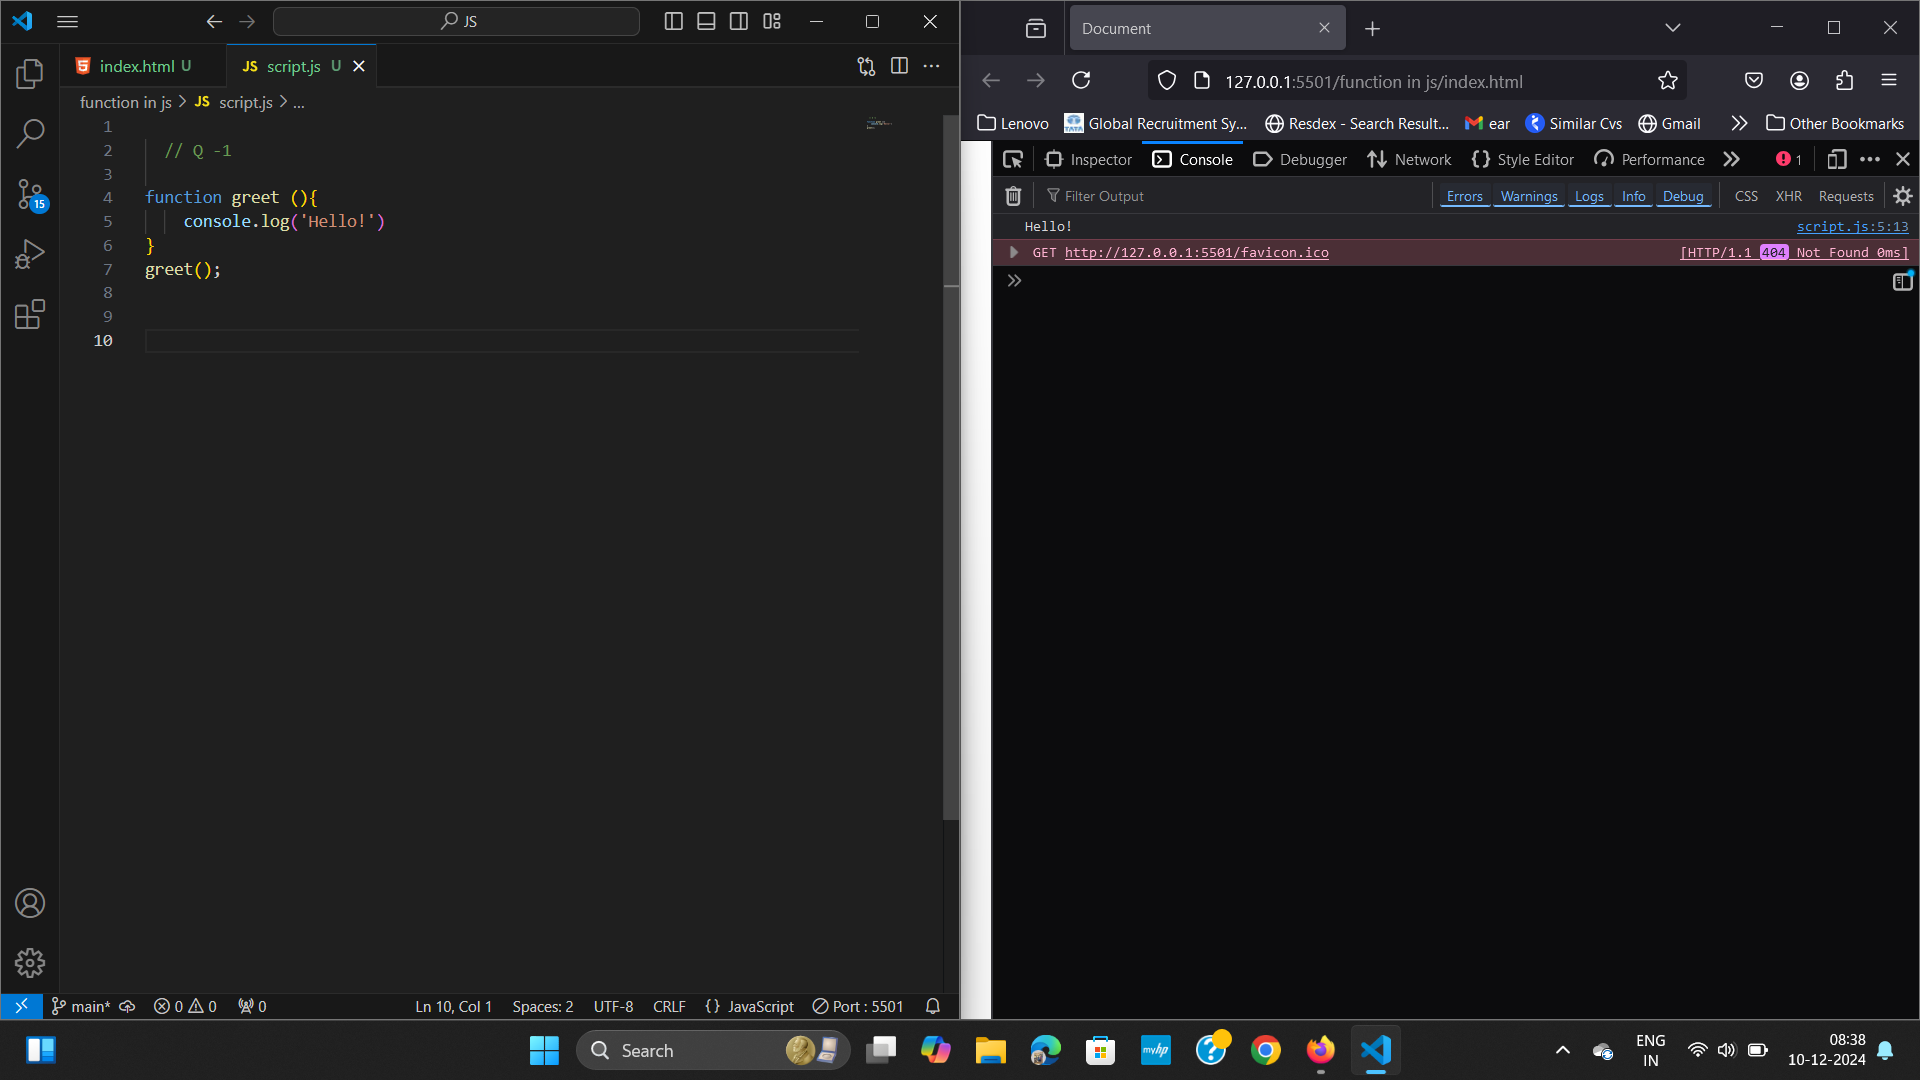 JS
index.html U
JS script.js U
function in js > JS script.js > ...
1
2 // Q -1
3
4 function greet (){
5 console.log('Hello!')
6 }
7 greet();
8
9
10
15
main* 0 0 0 Ln 10, Col 1 Spaces: 2 UTF-8 CRLF {} JavaScript Port : 5501
Document
127.0.0.1:5501/function in js/index.html
Lenovo TATA Global Recruitment Sy... Resdex - Search Result... ear Similar Cvs Gmail Other Bookmarks
Inspector Console Debugger Network Style Editor Performance 1
Filter Output Errors Warnings Logs Info Debug CSS XHR Requests
Hello! script.js:5:13
GET http://127.0.0.1:5501/favicon.ico [HTTP/1.1 404 Not Found 0ms]
Search myhp ENG IN 08:38 10-12-2024